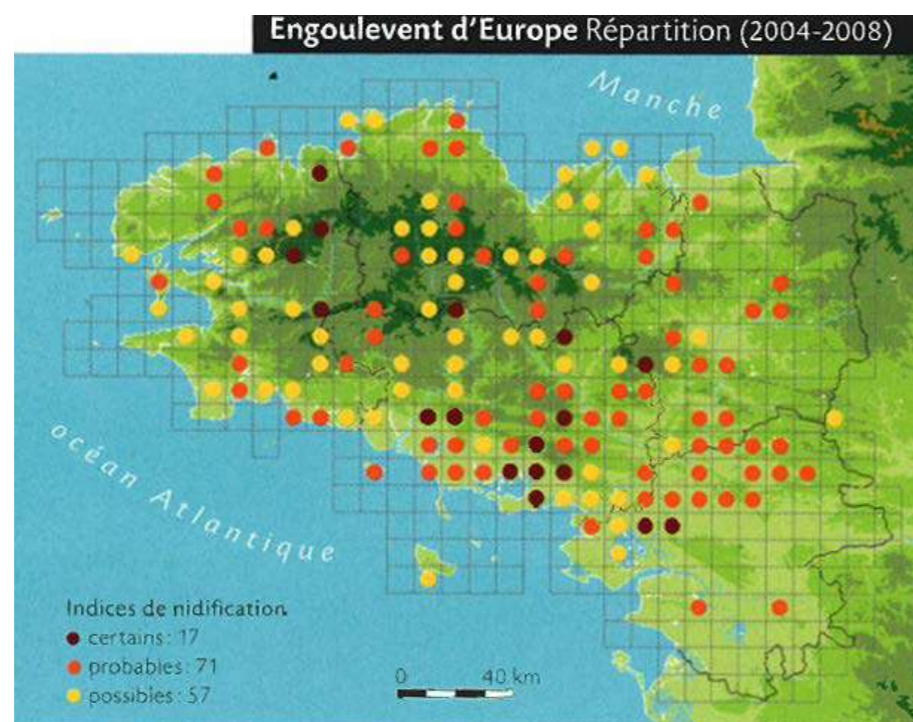 Engoulevent d'Europe Répartition (2004-2008)
Manche
océan Atlantique
Indices de nidification
certains : 17
probables : 71
possibles : 57
0 40 km